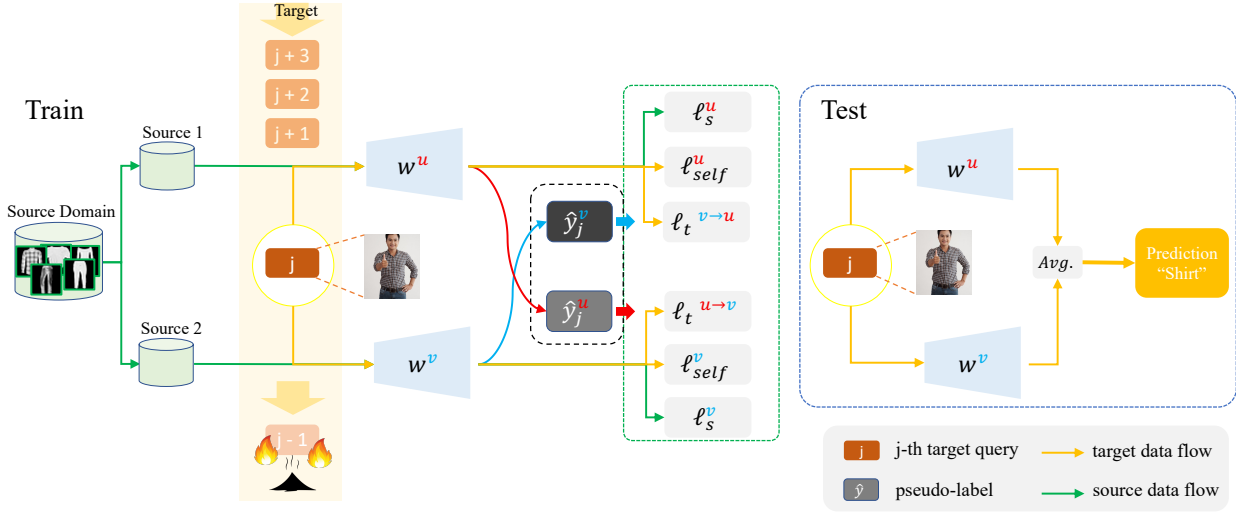 Target
j + 3
j + 2
j + 1
Train
Source 1
Source Domain
Source 2
j
j - 1
w^u
w^v
ŷ_j^v
ŷ_j^u
ℓ_s^u
ℓ_self^u
ℓ_t^{v→u}
ℓ_t^{u→v}
ℓ_self^v
ℓ_s^v
Test
w^u
j
w^v
Avg.
Prediction
“Shirt”
j j-th target query
target data flow
ŷ pseudo-label
source data flow